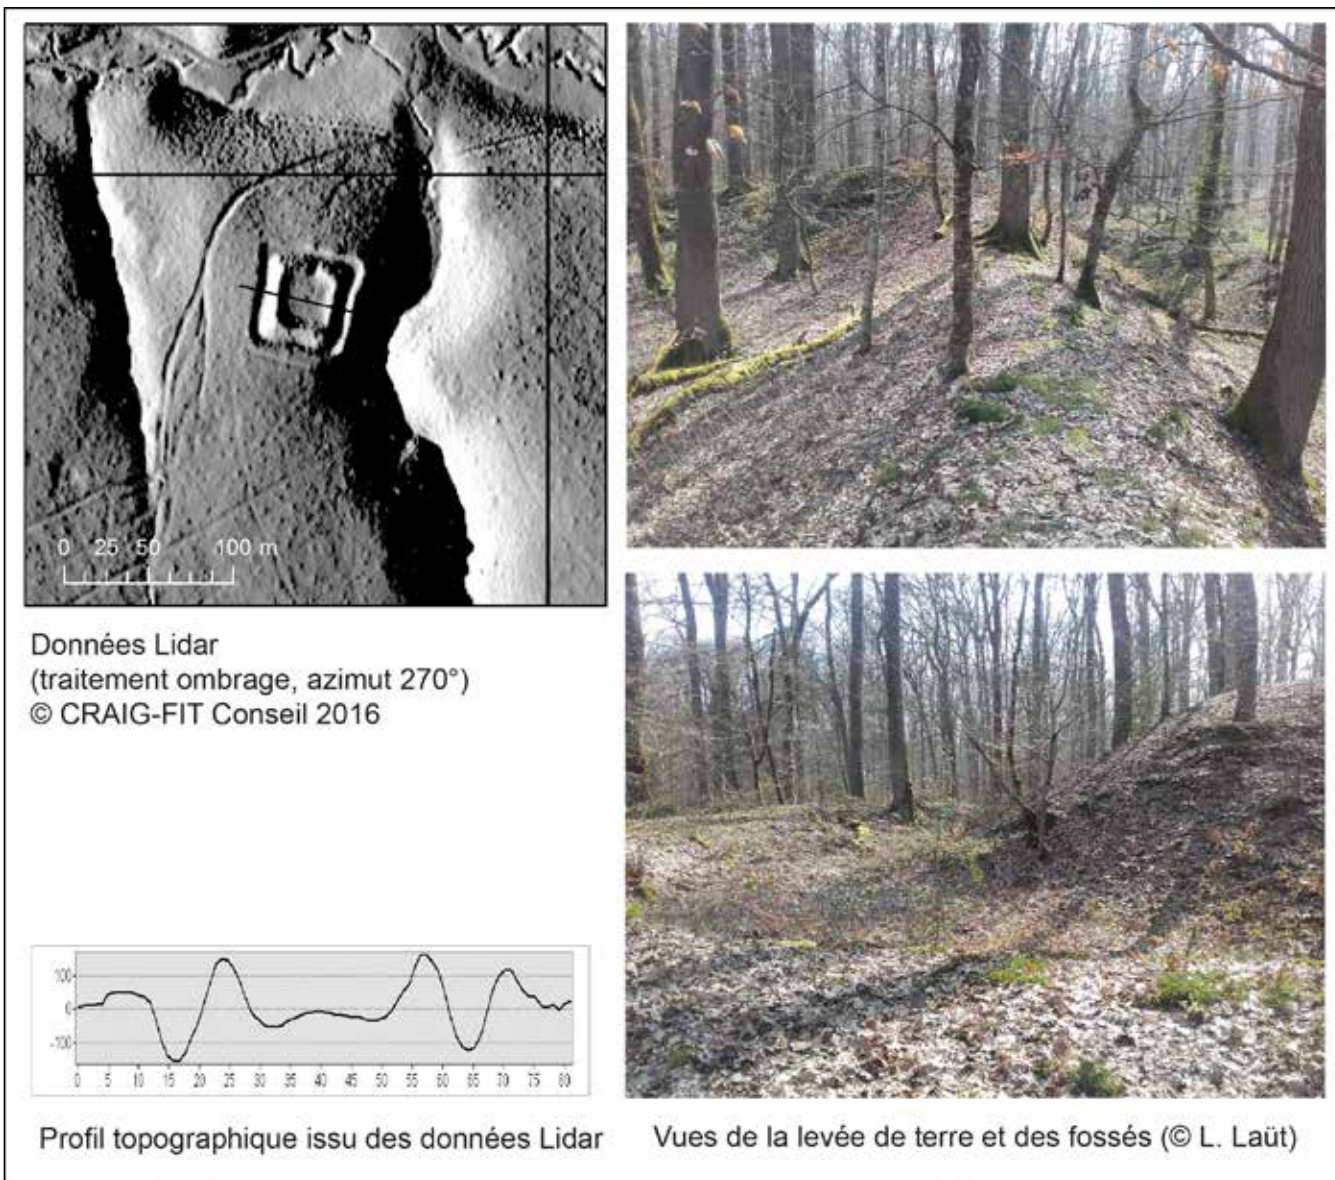 0 25 50 100 m
Données Lidar
(traitement ombrage, azimut 270°)
© CRAIG-FIT Conseil 2016
100
0
-100
0 5 10 15 20 25 30 35 40 45 50 55 60 65 70 75 80
Profil topographique issu des données Lidar
Vues de la levée de terre et des fossés (© L. Laüt)